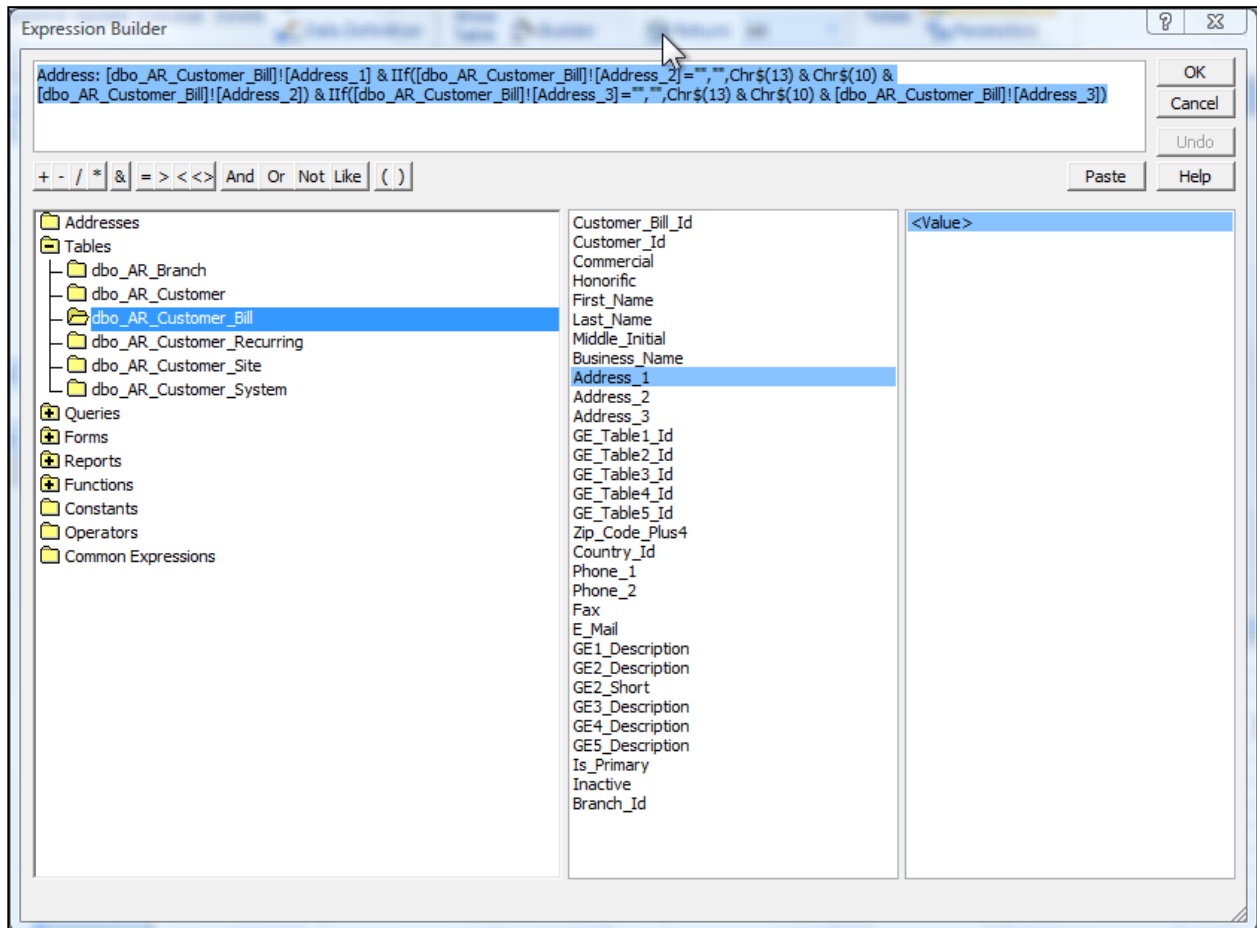 Expression Builder
Address: [dbo_AR_Customer_Bill]![Address_1] & IIf([dbo_AR_Customer_Bill]![Address_2]="","",Chr$(13) & Chr$(10) &
[dbo_AR_Customer_Bill]![Address_2]) & IIf([dbo_AR_Customer_Bill]![Address_3]="","",Chr$(13) & Chr$(10) & [dbo_AR_Customer_Bill]![Address_3])
OK
Cancel
Undo
+ - / * & = > < <> And Or Not Like ( )
Paste
Help
Addresses
Tables
dbo_AR_Branch
dbo_AR_Customer
dbo_AR_Customer_Bill
dbo_AR_Customer_Recurring
dbo_AR_Customer_Site
dbo_AR_Customer_System
Queries
Forms
Reports
Functions
Constants
Operators
Common Expressions
Customer_Bill_Id
Customer_Id
Commercial
Honorific
First_Name
Last_Name
Middle_Initial
Business_Name
Address_1
Address_2
Address_3
GE_Table1_Id
GE_Table2_Id
GE_Table3_Id
GE_Table4_Id
GE_Table5_Id
Zip_Code_Plus4
Country_Id
Phone_1
Phone_2
Fax
E_Mail
GE1_Description
GE2_Description
GE2_Short
GE3_Description
GE4_Description
GE5_Description
Is_Primary
Inactive
Branch_Id
<Value>